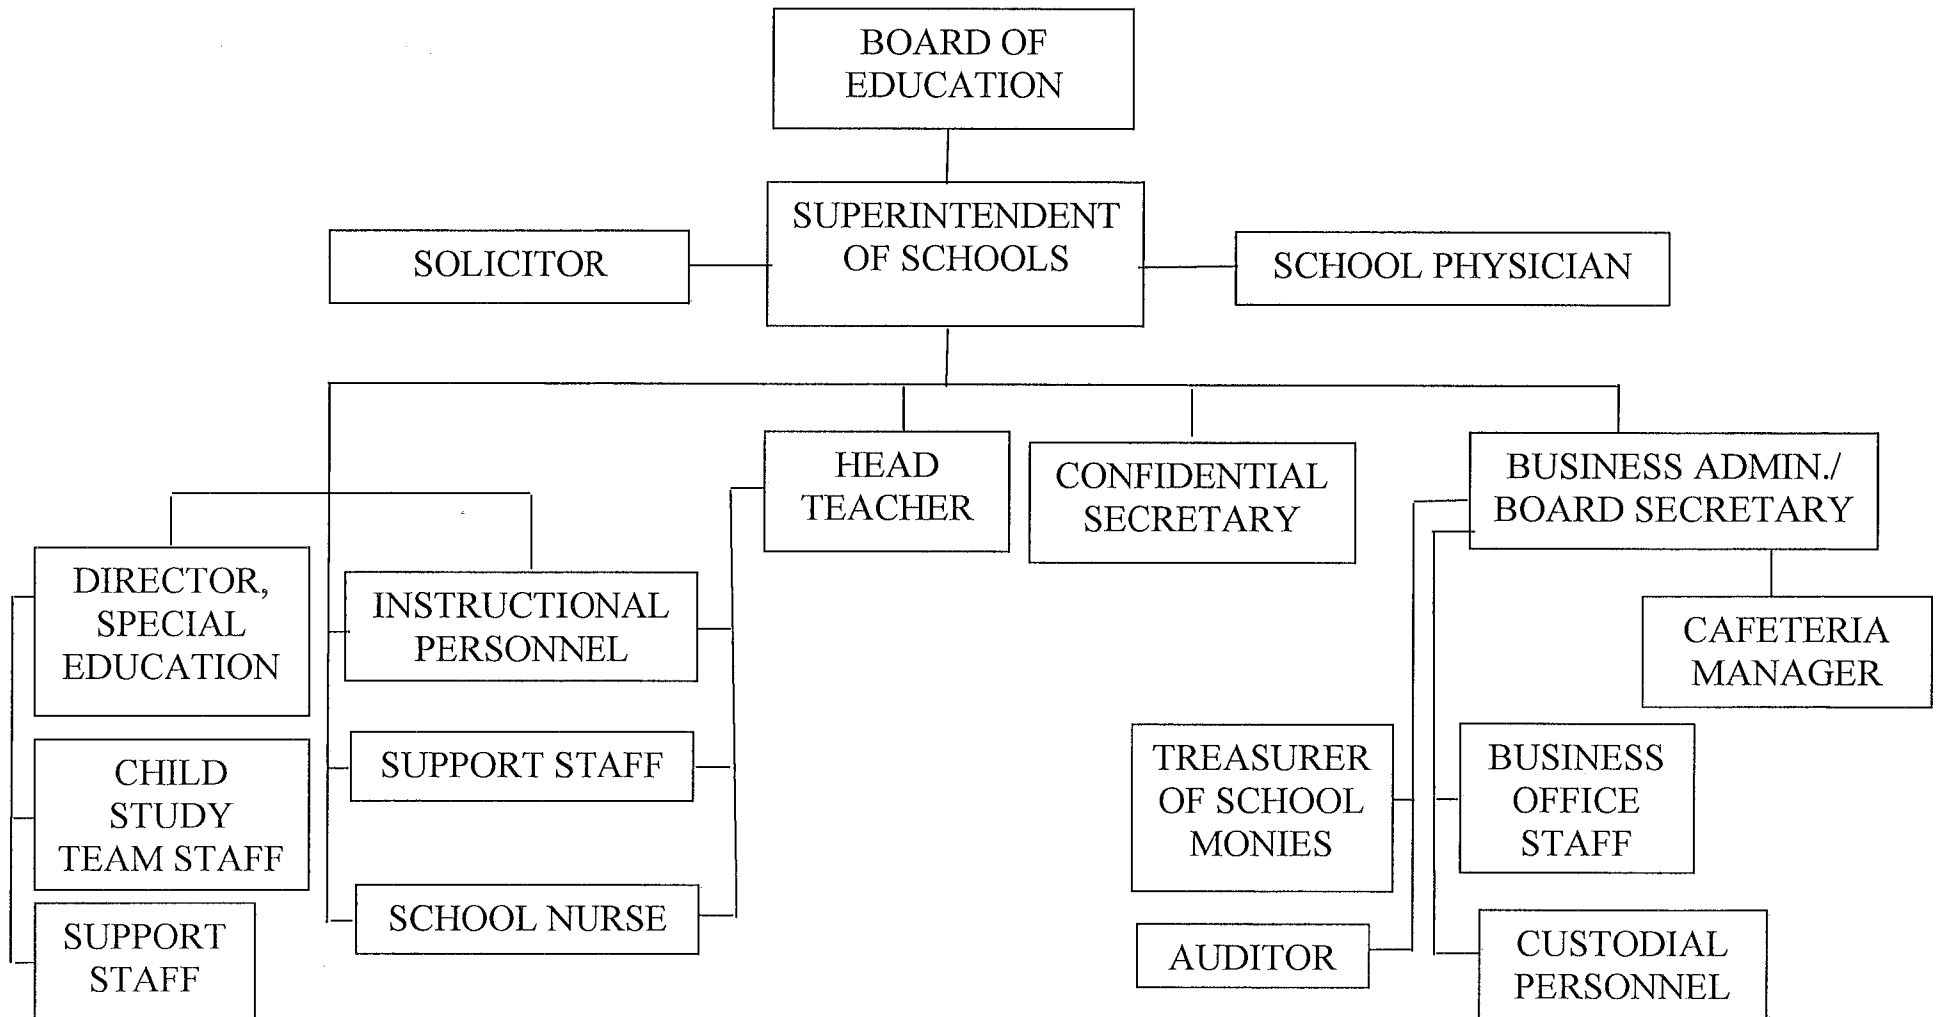 BOARD OF
EDUCATION
SUPERINTENDENT
OF SCHOOLS
SOLICITOR
SCHOOL PHYSICIAN
HEAD
TEACHER
CONFIDENTIAL
SECRETARY
BUSINESS ADMIN./
BOARD SECRETARY
DIRECTOR,
SPECIAL
EDUCATION
INSTRUCTIONAL
PERSONNEL
CAFETERIA
MANAGER
CHILD
STUDY
TEAM STAFF
SUPPORT STAFF
TREASURER
OF SCHOOL
MONIES
BUSINESS
OFFICE
STAFF
SUPPORT
STAFF
SCHOOL NURSE
AUDITOR
CUSTODIAL
PERSONNEL